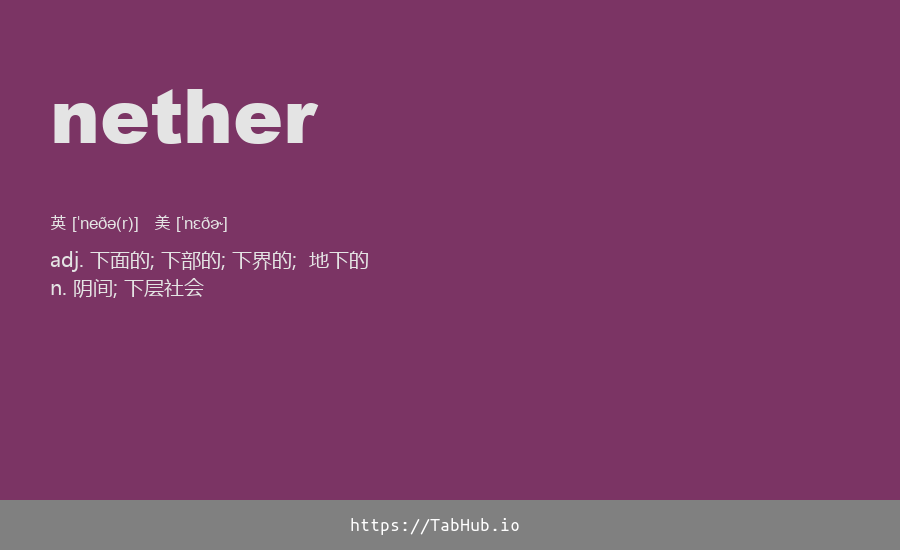 nether
英 ['neðə(r)] 美 ['nɛðɚ]
adj. 下面的; 下部的; 下界的; 地下的
n. 阴间; 下层社会
https://TabHub.io